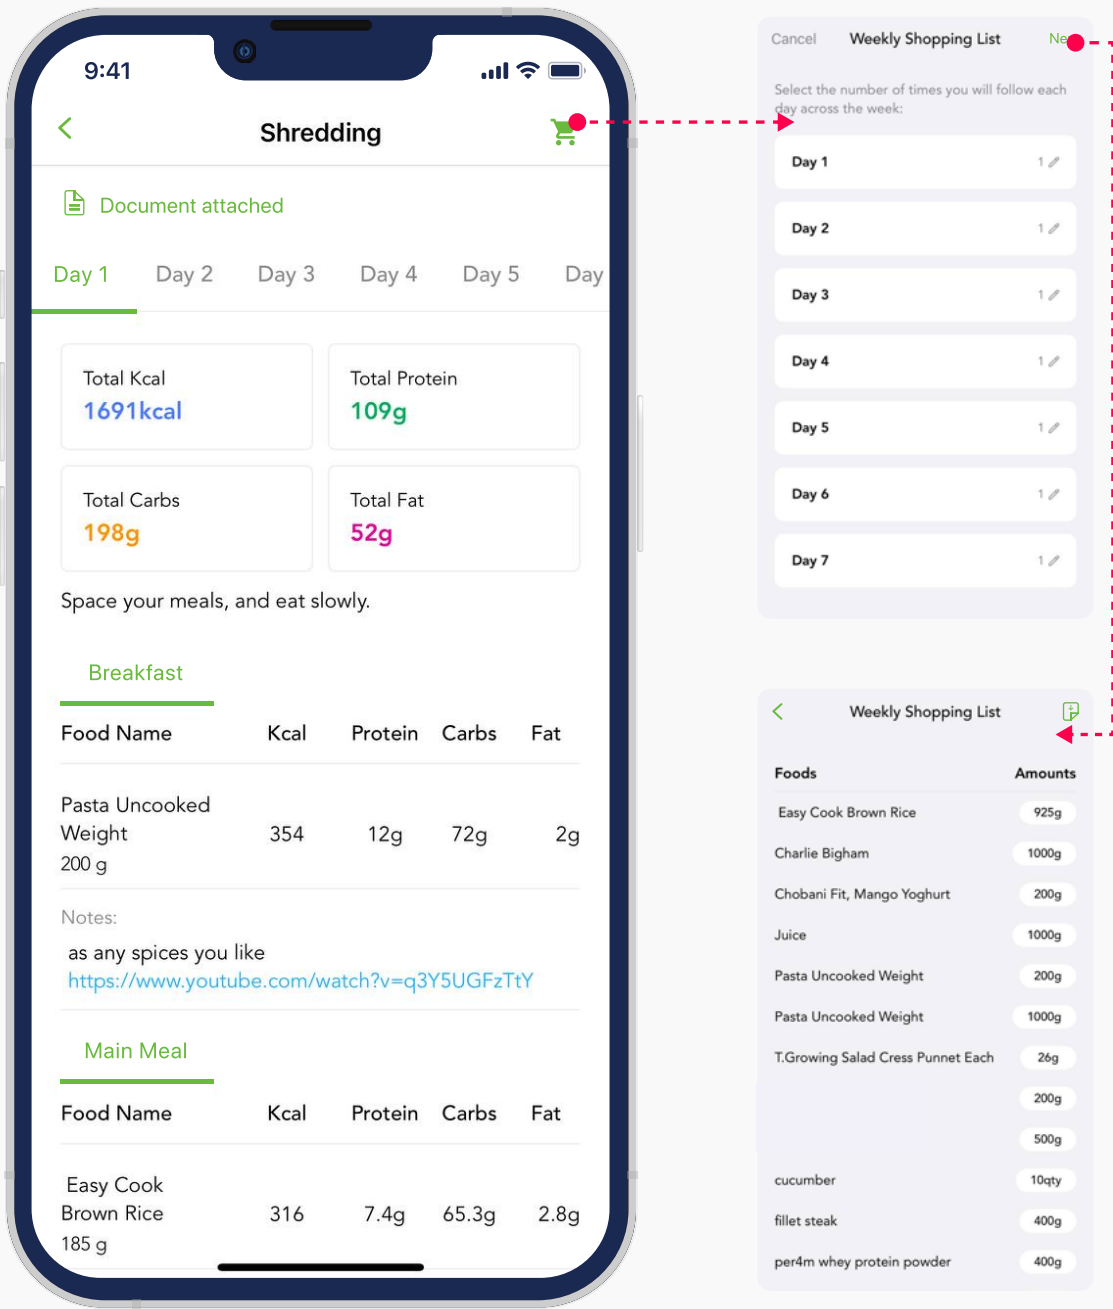 9:41
Shredding
Document attached
Day 1 Day 2 Day 3 Day 4 Day 5 Day
Total Kcal
1691kcal
Total Protein
109g
Total Carbs
198g
Total Fat
52g
Space your meals, and eat slowly.
Breakfast
Food Name Kcal Protein Carbs Fat
Pasta Uncooked
Weight 354 12g 72g 2g
200 g
Notes:
as any spices you like
https://www.youtube.com/watch?v=q3Y5UGFzTtY
Main Meal
Food Name Kcal Protein Carbs Fat
Easy Cook
Brown Rice 316 7.4g 65.3g 2.8g
185 g
Cancel Weekly Shopping List
Select the number of times you will follow each
day across the week:
Day 1 1
Day 2 1
Day 3 1
Day 4 1
Day 5 1
Day 6 1
Day 7 1
Weekly Shopping List
Foods Amounts
Easy Cook Brown Rice 925g
Charlie Bigham 1000g
Chobani Fit, Mango Yoghurt 200g
Juice 1000g
Pasta Uncooked Weight 200g
Pasta Uncooked Weight 1000g
T.Growing Salad Cress Punnet Each 26g
200g
500g
cucumber 10qty
fillet steak 400g
per4m whey protein powder 400g